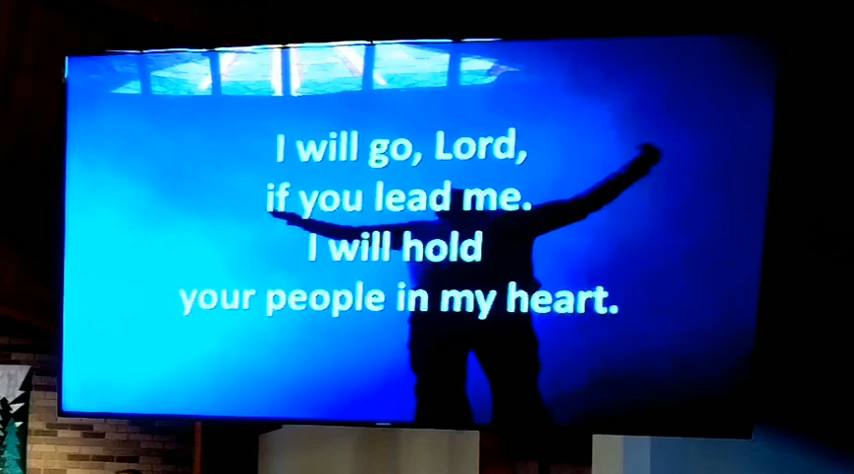 I will go, Lord,
if you lead me.
I will hold
your people in my heart.